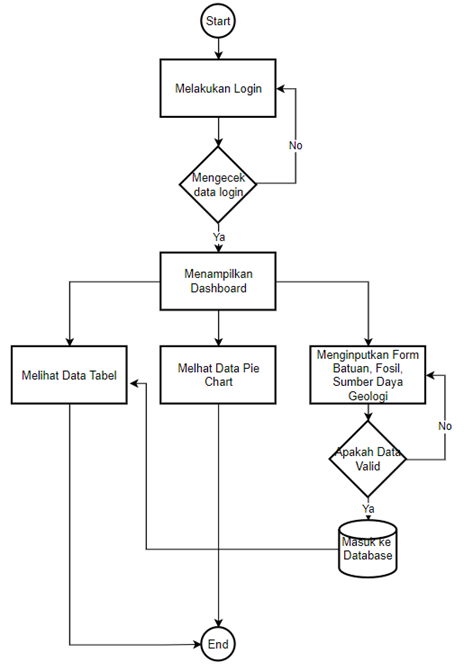 Start
Melakukan Login
No
Mengecek
data login
Ya
Menampilkan
Dashboard
Melihat Data Tabel
Melhat Data Pie
Chart
Menginputkan Form
Batuan, Fosil,
Sumber Daya
Geologi
No
Apakah Data
Valid
Ya
Masuk ke
Database
End